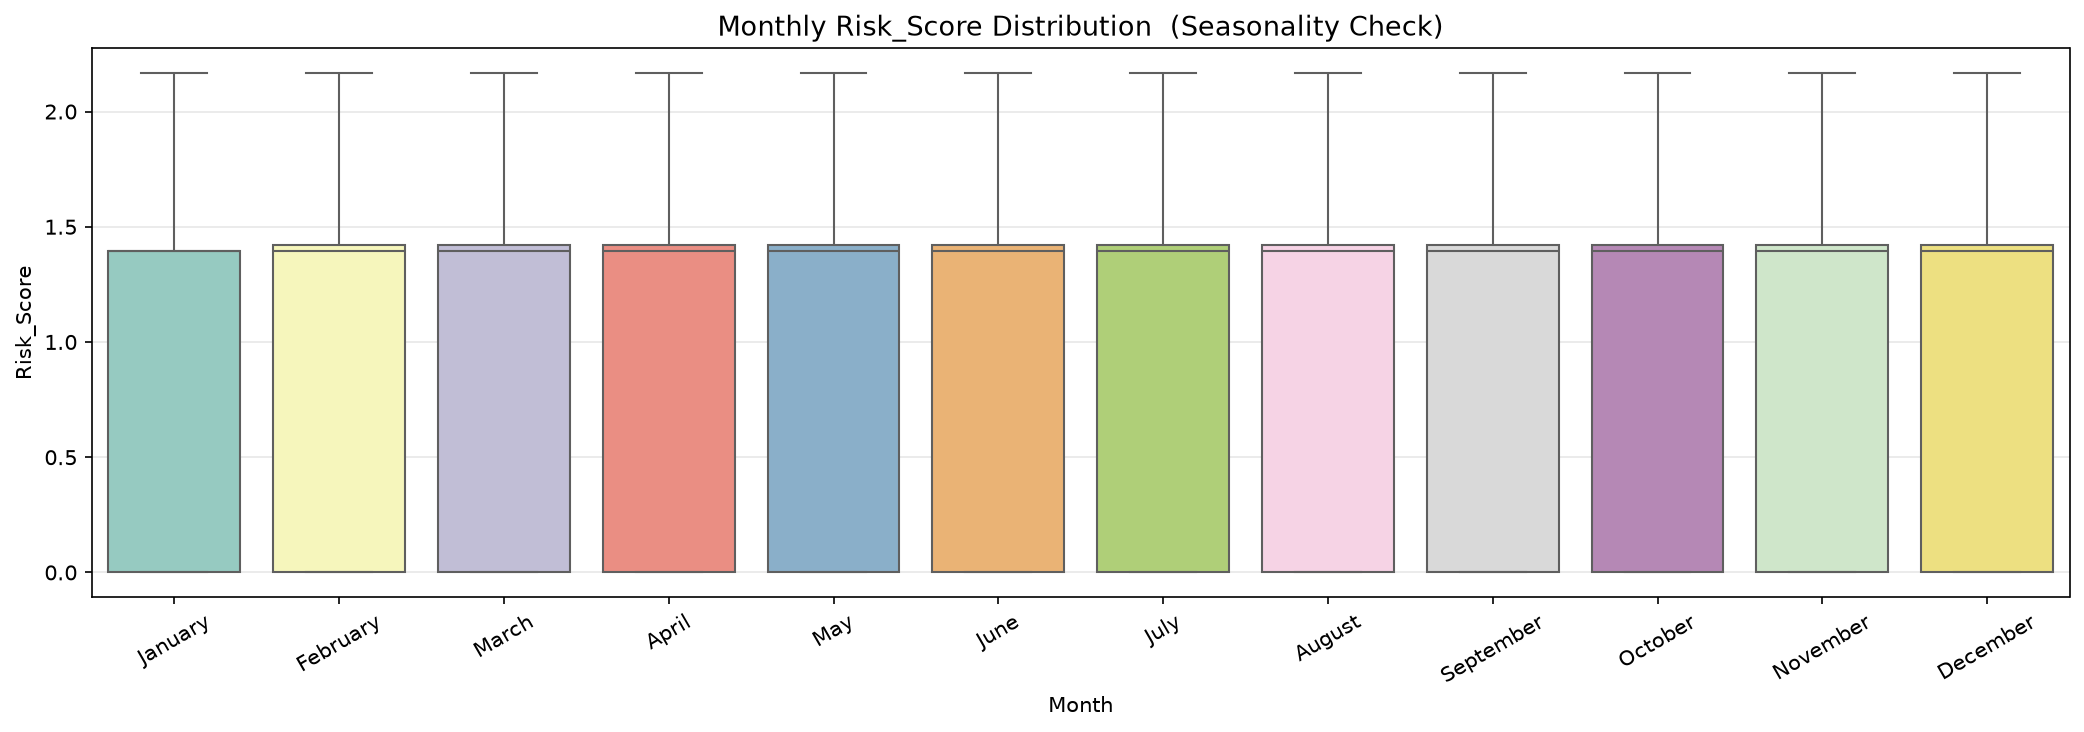 Monthly Risk_Score Distribution  (Seasonality Check)
2.0
1.5
1.0
0.5
0.0
Risk_Score
January
February
March
April
May
June
July
August
September
October
November
December
Month